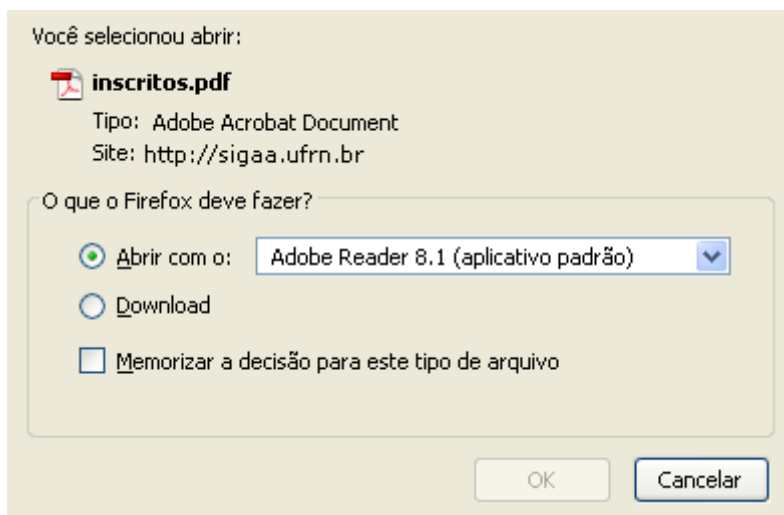 Você selecionou abrir:
inscritos.pdf
Tipo: Adobe Acrobat Document
Site: http://sigaa.ufrn.br
O que o Firefox deve fazer?
Abrir com o: Adobe Reader 8.1 (aplicativo padrão)
Download
Memorizar a decisão para este tipo de arquivo
OK Cancelar